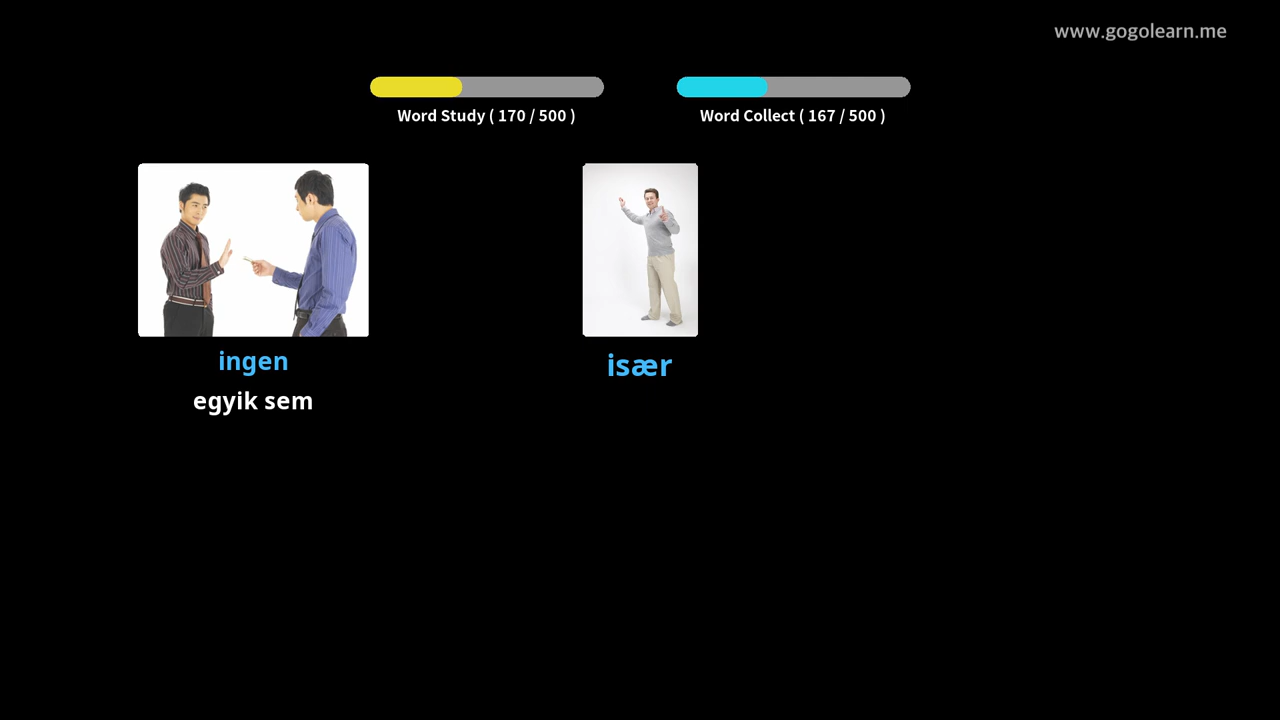 www.gogolearn.me
Word Study ( 170 / 500 )
Word Collect ( 167 / 500 )
ingen
egyik sem
især